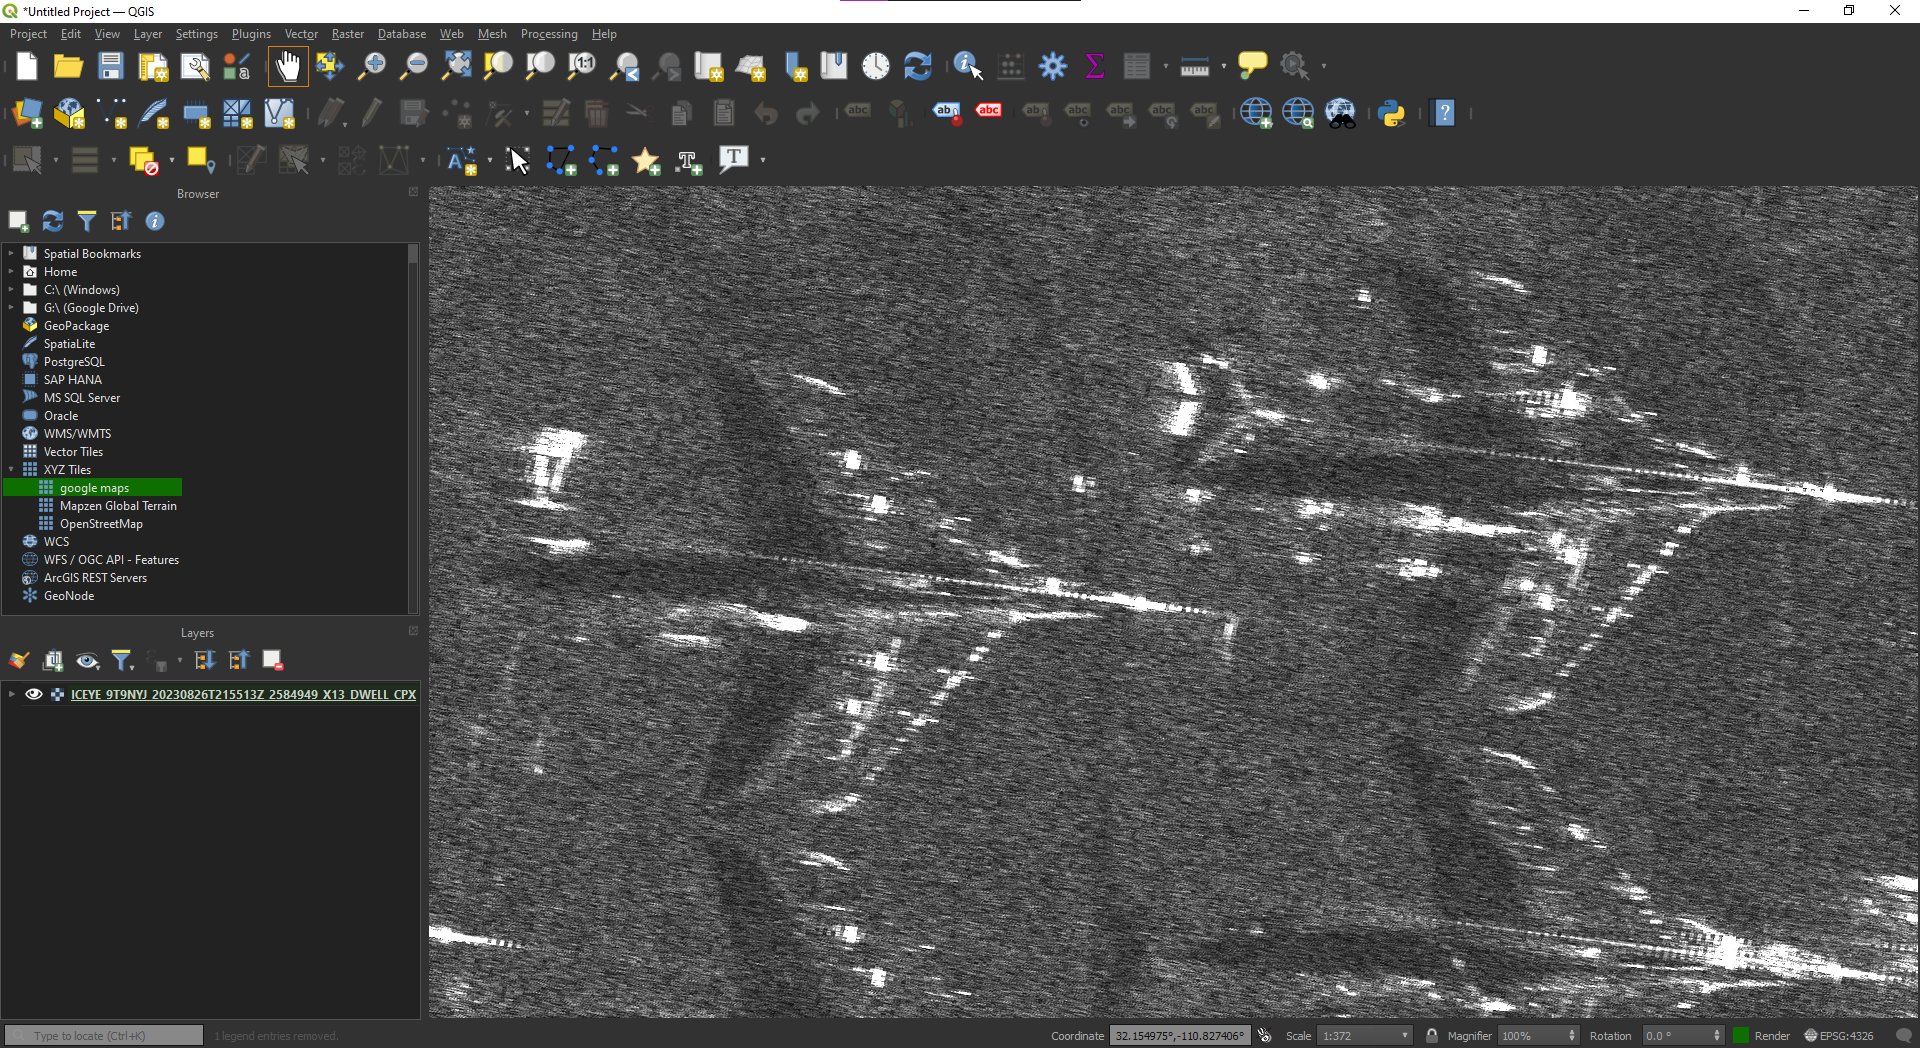 *Untitled Project — QGIS
Project Edit View Layer Settings Plugins Vector Raster Database Web Mesh Processing Help
Browser
Spatial Bookmarks
Home
C:\ (Windows)
G:\ (Google Drive)
GeoPackage
SpatiaLite
PostgreSQL
SAP HANA
MS SQL Server
Oracle
WMS/WMTS
Vector Tiles
XYZ Tiles
google maps
Mapzen Global Terrain
OpenStreetMap
WCS
WFS / OGC API - Features
ArcGIS REST Servers
GeoNode
Layers
ICEYE_9T9NYJ_20230826T215513Z_2584949_X13_DWELL_CPX
Type to locate (Ctrl+K) 1 legend entries removed. Coordinate 32.154975°,-110.827406° Scale 1:372 Magnifier 100% Rotation 0.0 ° Render EPSG:4326